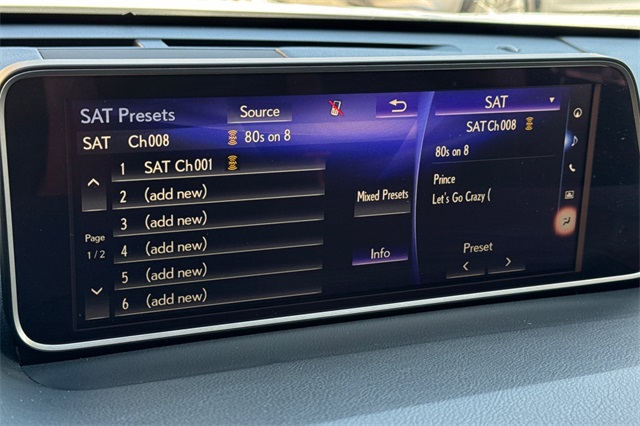 SAT Presets
Source
SAT Ch008 80s on 8
1 SAT Ch001
2 (add new)
3 (add new)
4 (add new)
5 (add new)
6 (add new)
Page
1/2
Mixed Presets
Info
SAT
SAT Ch008
80s on 8
Prince
Let's Go Crazy (
Preset